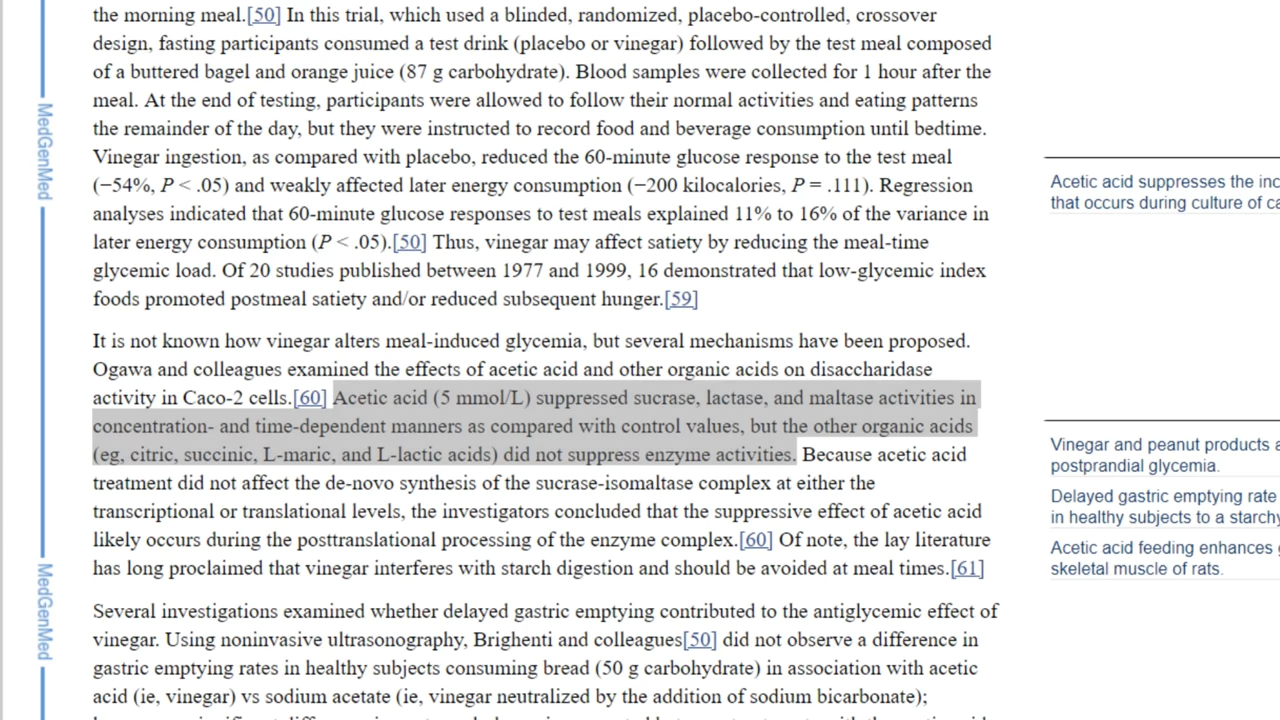 the morning meal.[50] In this trial, which used a blinded, randomized, placebo-controlled, crossover
design, fasting participants consumed a test drink (placebo or vinegar) followed by the test meal composed
of a buttered bagel and orange juice (87 g carbohydrate). Blood samples were collected for 1 hour after the
meal. At the end of testing, participants were allowed to follow their normal activities and eating patterns
the remainder of the day, but they were instructed to record food and beverage consumption until bedtime.
Vinegar ingestion, as compared with placebo, reduced the 60-minute glucose response to the test meal
(−54%, P < .05) and weakly affected later energy consumption (−200 kilocalories, P = .111). Regression
analyses indicated that 60-minute glucose responses to test meals explained 11% to 16% of the variance in
later energy consumption (P < .05).[50] Thus, vinegar may affect satiety by reducing the meal-time
glycemic load. Of 20 studies published between 1977 and 1999, 16 demonstrated that low-glycemic index
foods promoted postmeal satiety and/or reduced subsequent hunger.[59]
It is not known how vinegar alters meal-induced glycemia, but several mechanisms have been proposed.
Ogawa and colleagues examined the effects of acetic acid and other organic acids on disaccharidase
activity in Caco-2 cells.[60] Acetic acid (5 mmol/L) suppressed sucrase, lactase, and maltase activities in
concentration- and time-dependent manners as compared with control values, but the other organic acids
(eg, citric, succinic, L-maric, and L-lactic acids) did not suppress enzyme activities. Because acetic acid
treatment did not affect the de-novo synthesis of the sucrase-isomaltase complex at either the
transcriptional or translational levels, the investigators concluded that the suppressive effect of acetic acid
likely occurs during the posttranslational processing of the enzyme complex.[60] Of note, the lay literature
has long proclaimed that vinegar interferes with starch digestion and should be avoided at meal times.[61]
Several investigations examined whether delayed gastric emptying contributed to the antiglycemic effect of
vinegar. Using noninvasive ultrasonography, Brighenti and colleagues[50] did not observe a difference in
gastric emptying rates in healthy subjects consuming bread (50 g carbohydrate) in association with acetic
acid (ie, vinegar) vs sodium acetate (ie, vinegar neutralized by the addition of sodium bicarbonate);
MedGenMed
MedGenMed
Acetic acid suppresses the inc
that occurs during culture of ca
Vinegar and peanut products a
postprandial glycemia.
Delayed gastric emptying rate
in healthy subjects to a starchy
Acetic acid feeding enhances g
skeletal muscle of rats.